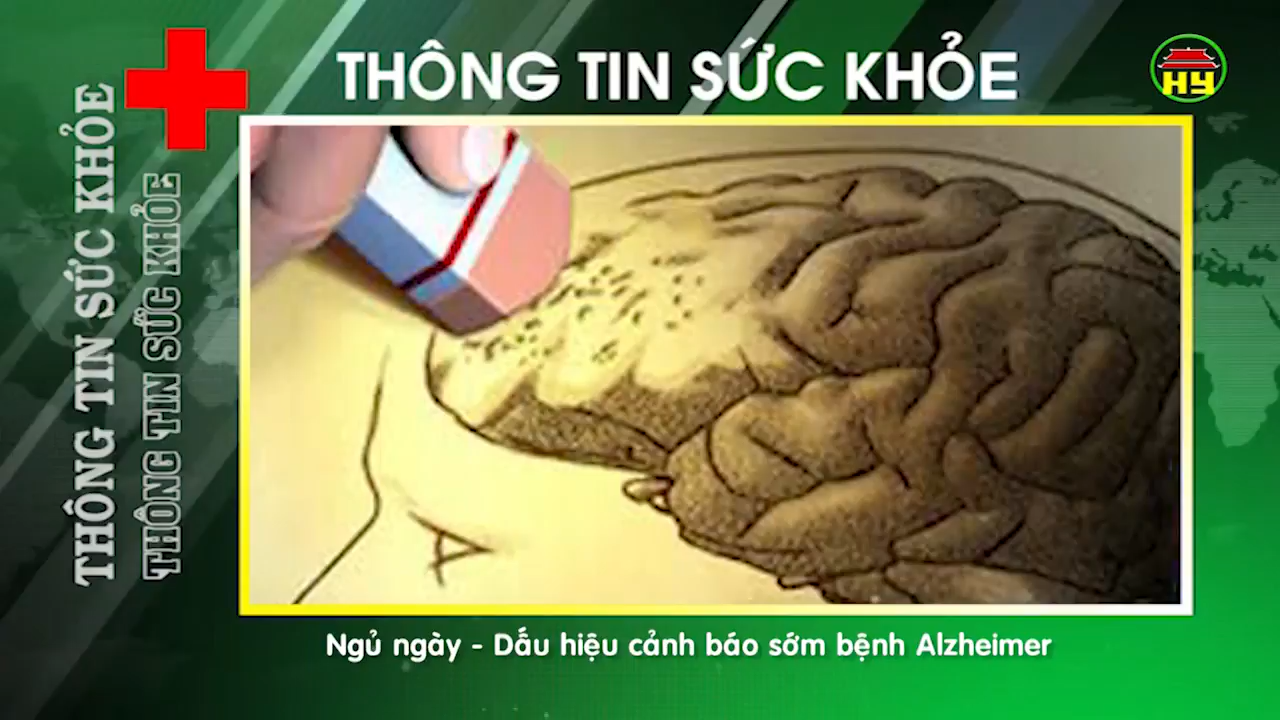 THÔNG TIN SỨC KHỎE
HY
THÔNG TIN SỨC KHỎE
THÔNG TIN SỨC KHỎE
Ngủ ngày - Dấu hiệu cảnh báo sớm bệnh Alzheimer